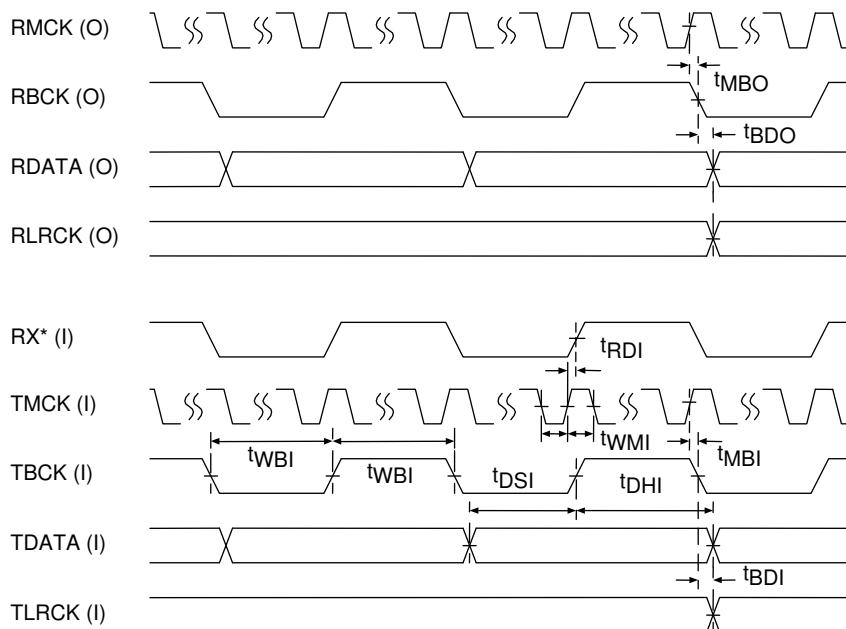 RMCK (O)
tMBO
RBCK (O)
tBDO
RDATA (O)
RLRCK (O)
RX* (I)
tRDI
TMCK (I)
tWMI
tWBI
tWBI
tDSI
tDHI
tMBI
TBCK (I)
TDATA (I)
tBDI
TLRCK (I)